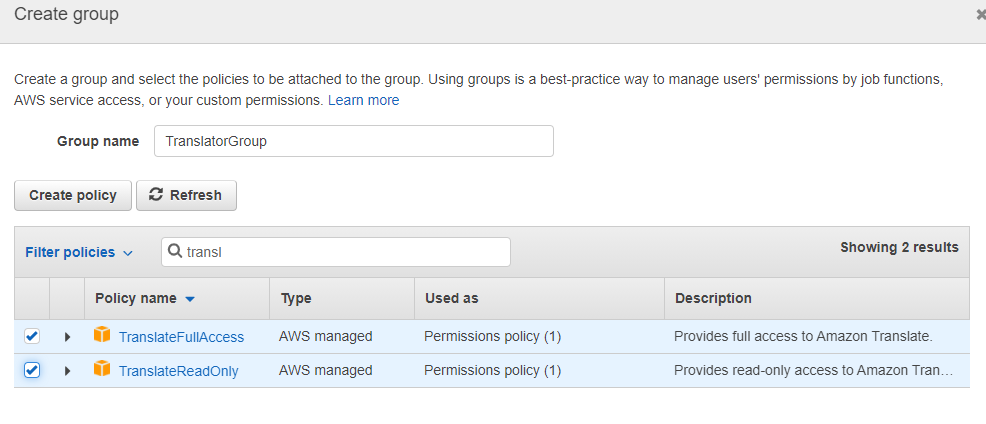 Create group
Create a group and select the policies to be attached to the group. Using groups is a best-practice way to manage users' permissions by job functions,
AWS service access, or your custom permissions. Learn more
Group name TranslatorGroup
Create policy Refresh
Filter policies transl Showing 2 results
Policy name Type Used as Description
TranslateFullAccess AWS managed Permissions policy (1) Provides full access to Amazon Translate.
TranslateReadOnly AWS managed Permissions policy (1) Provides read-only access to Amazon Tran…